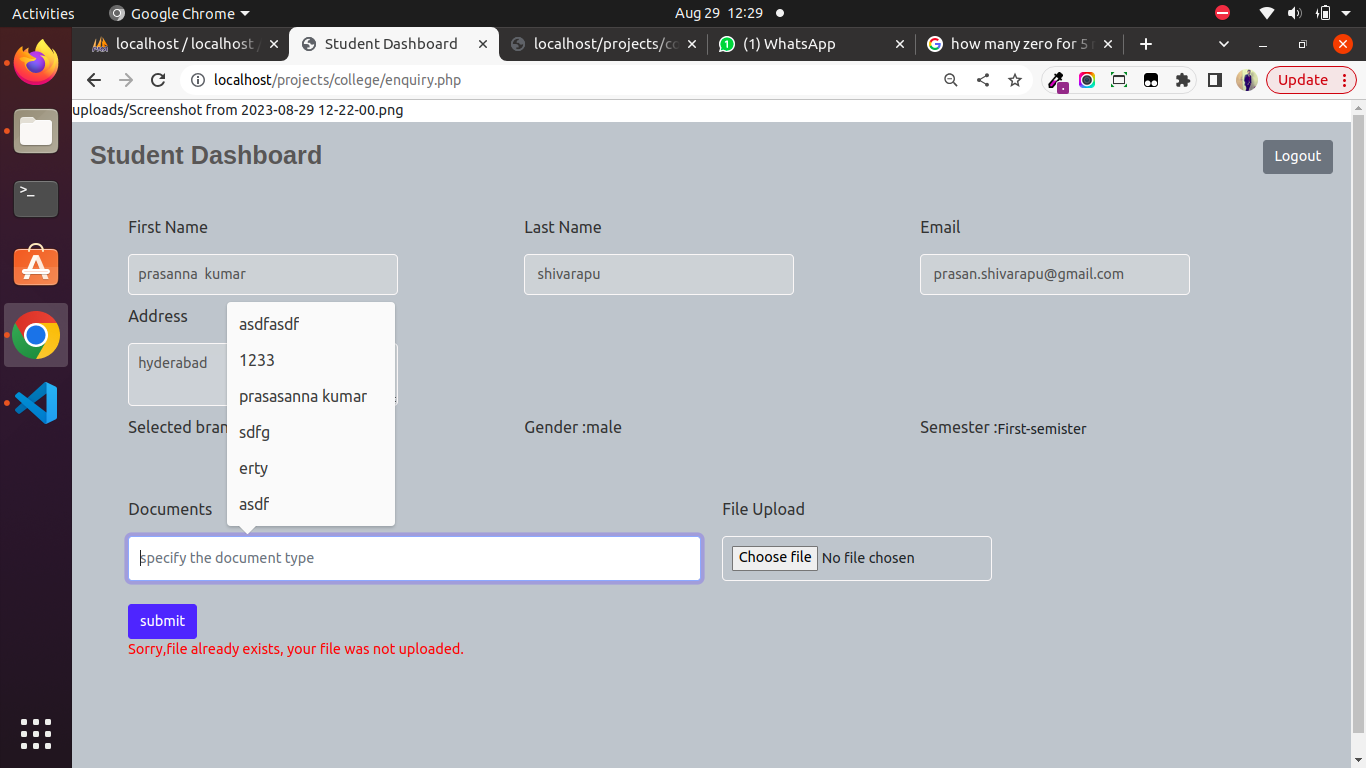 Activities
Google Chrome
Aug 29 12:29
localhost / localhost /
Student Dashboard
localhost/projects/co
(1) WhatsApp
how many zero for 5
localhost/projects/college/enquiry.php
Update
uploads/Screenshot from 2023-08-29 12-22-00.png
Student Dashboard
Logout
First Name
Last Name
Email
prasanna kumar
shivarapu
prasan.shivarapu@gmail.com
Address
hyderabad
asdfasdf
1233
prasasanna kumar
sdfg
erty
asdf
Selected bran
Gender :male
Semester :First-semister
Documents
File Upload
specify the document type
Choose file No file chosen
submit
Sorry,file already exists, your file was not uploaded.